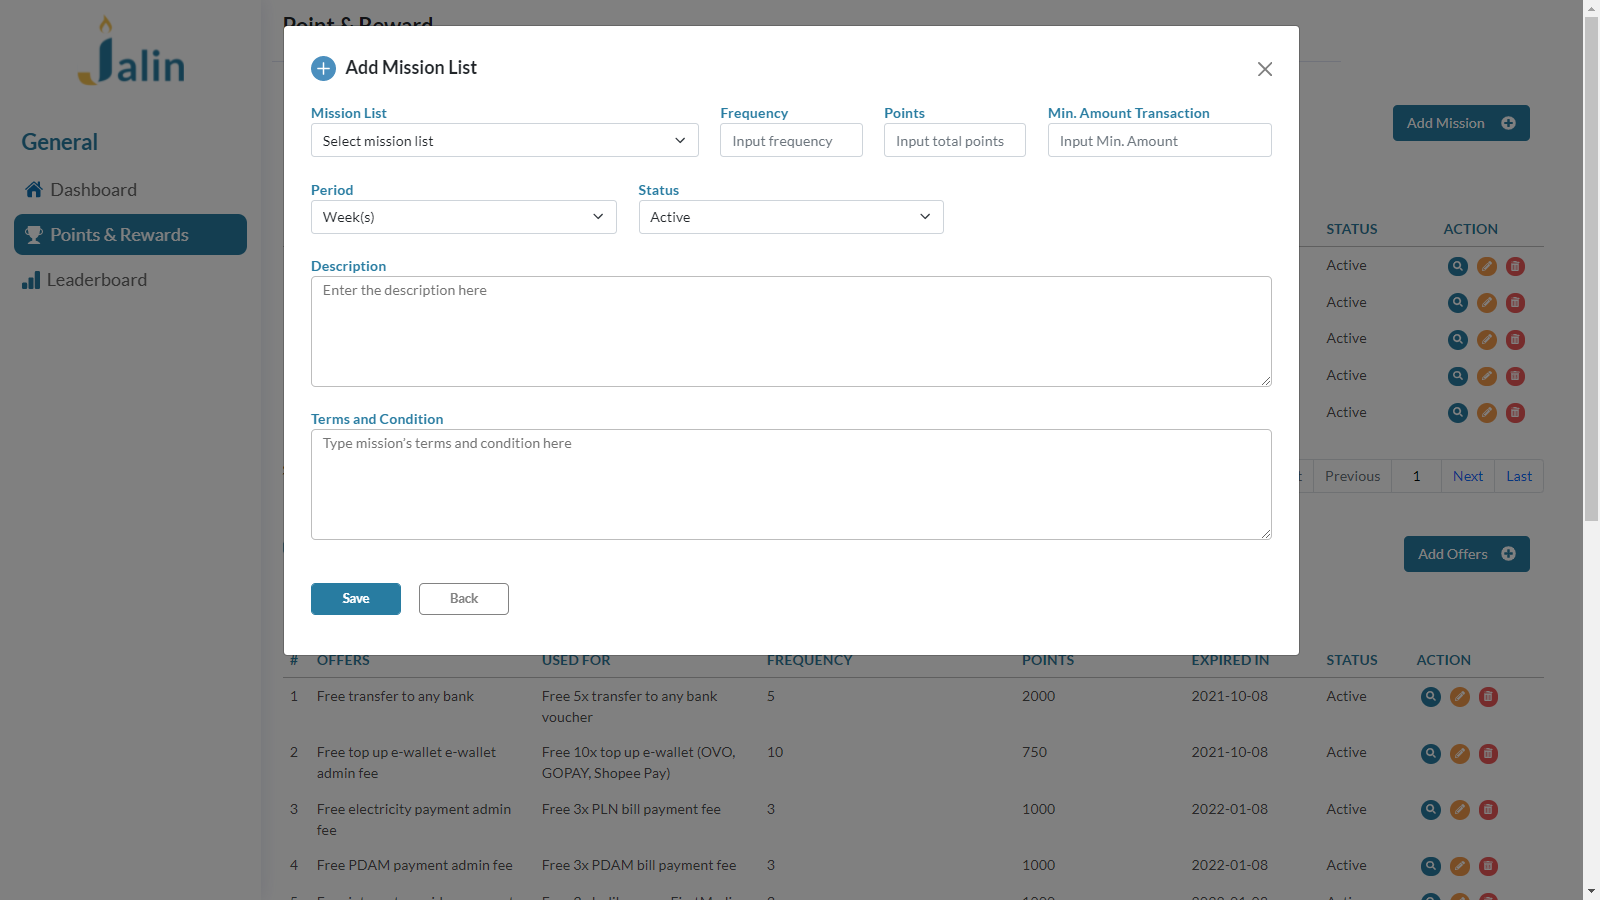 Jalin
General
Dashboard
Points & Rewards
Leaderboard
Point & Reward
Add Mission List
Mission List
Frequency
Points
Min. Amount Transaction
Select mission list
Input frequency
Input total points
Input Min. Amount
Period
Status
Week(s)
Active
Description
Enter the description here
Terms and Condition
Type mission's terms and condition here
Save
Back
Add Mission
STATUS ACTION
Active
Active
Active
Active
Active
Previous 1 Next Last
Add Offers
# OFFERS USED FOR FREQUENCY POINTS EXPIRED IN STATUS ACTION
1 Free transfer to any bank Free 5x transfer to any bank 5 2000 2021-10-08 Active
voucher
2 Free top up e-wallet e-wallet Free 10x top up e-wallet (OVO, 10 750 2021-10-08 Active
admin fee GOPAY, Shopee Pay)
3 Free electricity payment admin Free 3x PLN bill payment fee 3 1000 2022-01-08 Active
fee
4 Free PDAM payment admin fee Free 3x PDAM bill payment fee 3 1000 2022-01-08 Active